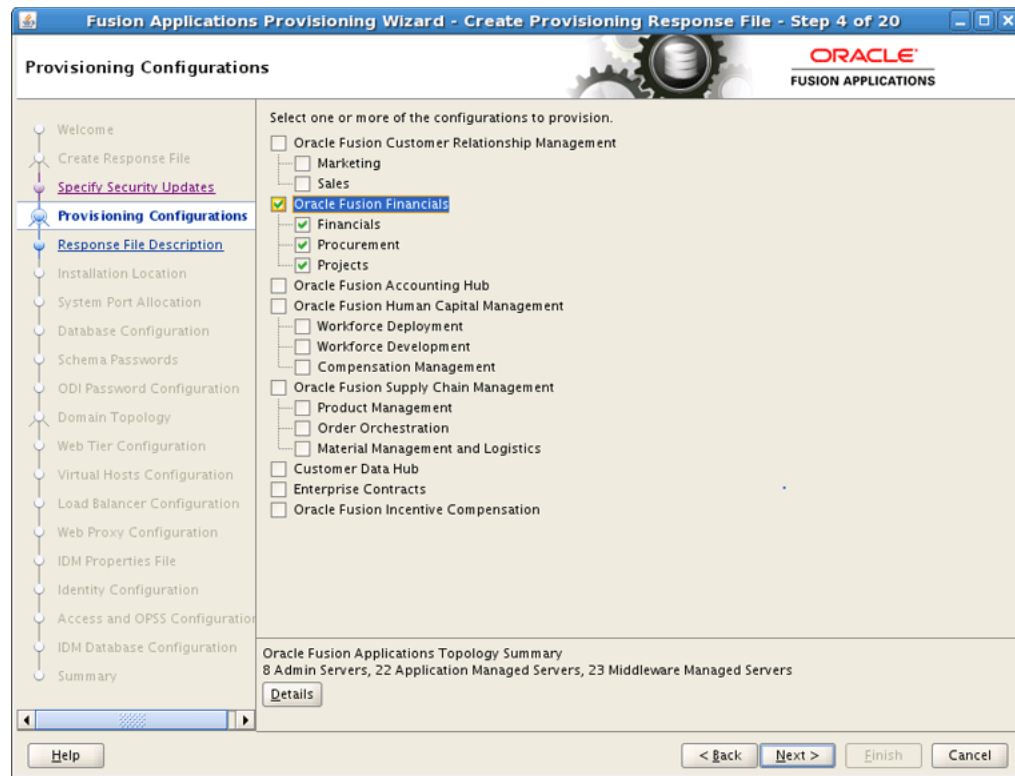 Fusion Applications Provisioning Wizard - Create Provisioning Response File - Step 4 of 20
Provisioning Configurations
ORACLE
FUSION APPLICATIONS
Welcome
Create Response File
Specify Security Updates
Provisioning Configurations
Response File Description
Installation Location
System Port Allocation
Database Configuration
Schema Passwords
ODI Password Configuration
Domain Topology
Web Tier Configuration
Virtual Hosts Configuration
Load Balancer Configuration
Web Proxy Configuration
IDM Properties File
Identity Configuration
Access and OPSS Configuration
IDM Database Configuration
Summary
Select one or more of the configurations to provision.
Oracle Fusion Customer Relationship Management
Marketing
Sales
Oracle Fusion Financials
Financials
Procurement
Projects
Oracle Fusion Accounting Hub
Oracle Fusion Human Capital Management
Workforce Deployment
Workforce Development
Compensation Management
Oracle Fusion Supply Chain Management
Product Management
Order Orchestration
Material Management and Logistics
Customer Data Hub
Enterprise Contracts
Oracle Fusion Incentive Compensation
Oracle Fusion Applications Topology Summary
8 Admin Servers, 22 Application Managed Servers, 23 Middleware Managed Servers
Details
Help
< Back
Next >
Finish
Cancel